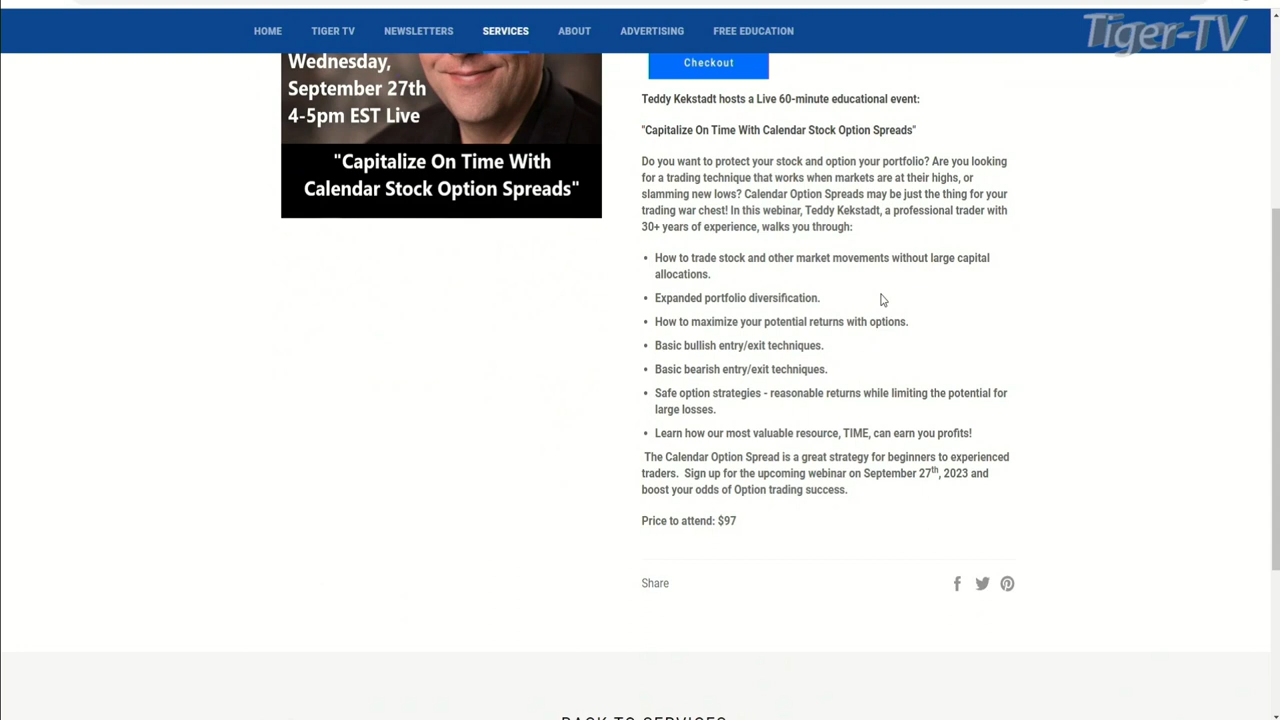 HOME TIGER TV NEWSLETTERS SERVICES ABOUT ADVERTISING FREE EDUCATION
Tiger-TV
Wednesday,
September 27th
4-5pm EST Live
"Capitalize On Time With
Calendar Stock Option Spreads"
Checkout
Teddy Kekstadt hosts a Live 60-minute educational event:
"Capitalize On Time With Calendar Stock Option Spreads"
Do you want to protect your stock and option your portfolio? Are you looking
for a trading technique that works when markets are at their highs, or
slamming new lows? Calendar Option Spreads may be just the thing for your
trading war chest! In this webinar, Teddy Kekstadt, a professional trader with
30+ years of experience, walks you through:
• How to trade stock and other market movements without large capital
allocations.
• Expanded portfolio diversification.
• How to maximize your potential returns with options.
• Basic bullish entry/exit techniques.
• Basic bearish entry/exit techniques.
• Safe option strategies - reasonable returns while limiting the potential for
large losses.
• Learn how our most valuable resource, TIME, can earn you profits!
The Calendar Option Spread is a great strategy for beginners to experienced
traders. Sign up for the upcoming webinar on September 27th, 2023 and
boost your odds of Option trading success.
Price to attend: $97
Share
BACK TO SERVICES